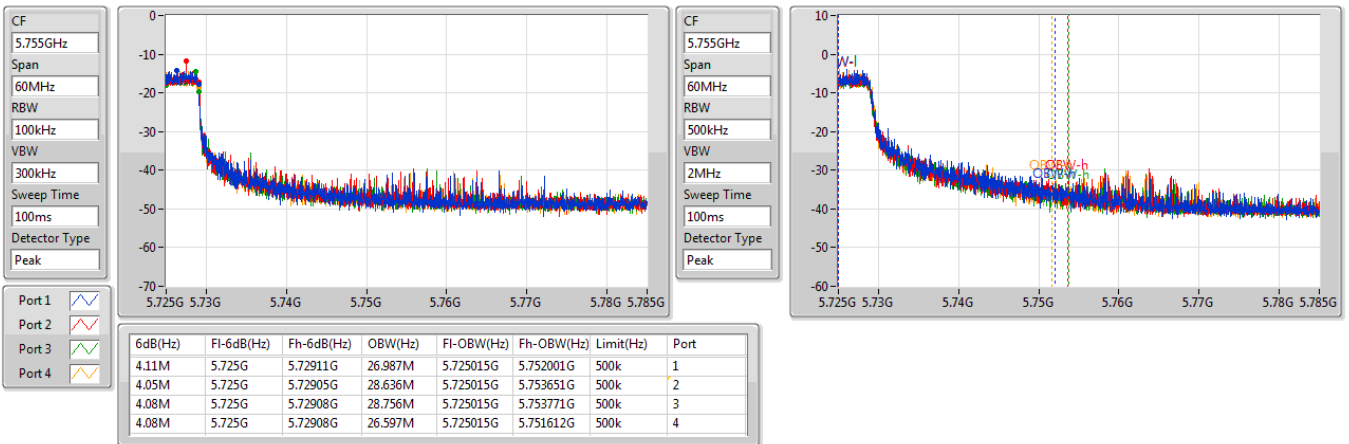 CF
5.755GHz
Span
60MHz
RBW
100kHz
VBW
300kHz
Sweep Time
100ms
Detector Type
Peak
0
-10
-20
-30
-40
-50
-60
-70
5.725G 5.73G 5.74G 5.75G 5.76G 5.77G 5.78G 5.785G
CF
5.755GHz
Span
60MHz
RBW
500kHz
VBW
2MHz
Sweep Time
100ms
Detector Type
Peak
10
0
-10
-20
-30
-40
-50
-60
W-l
OBW-h
5.725G 5.73G 5.74G 5.75G 5.76G 5.77G 5.78G 5.785G
Port 1
Port 2
Port 3
Port 4
6dB(Hz) Fl-6dB(Hz) Fh-6dB(Hz) OBW(Hz) Fl-OBW(Hz) Fh-OBW(Hz) Limit(Hz) Port
4.11M 5.725G 5.72911G 26.987M 5.725015G 5.752001G 500k 1
4.05M 5.725G 5.72905G 28.636M 5.725015G 5.753651G 500k 2
4.08M 5.725G 5.72908G 28.756M 5.725015G 5.753771G 500k 3
4.08M 5.725G 5.72908G 26.597M 5.725015G 5.751612G 500k 4